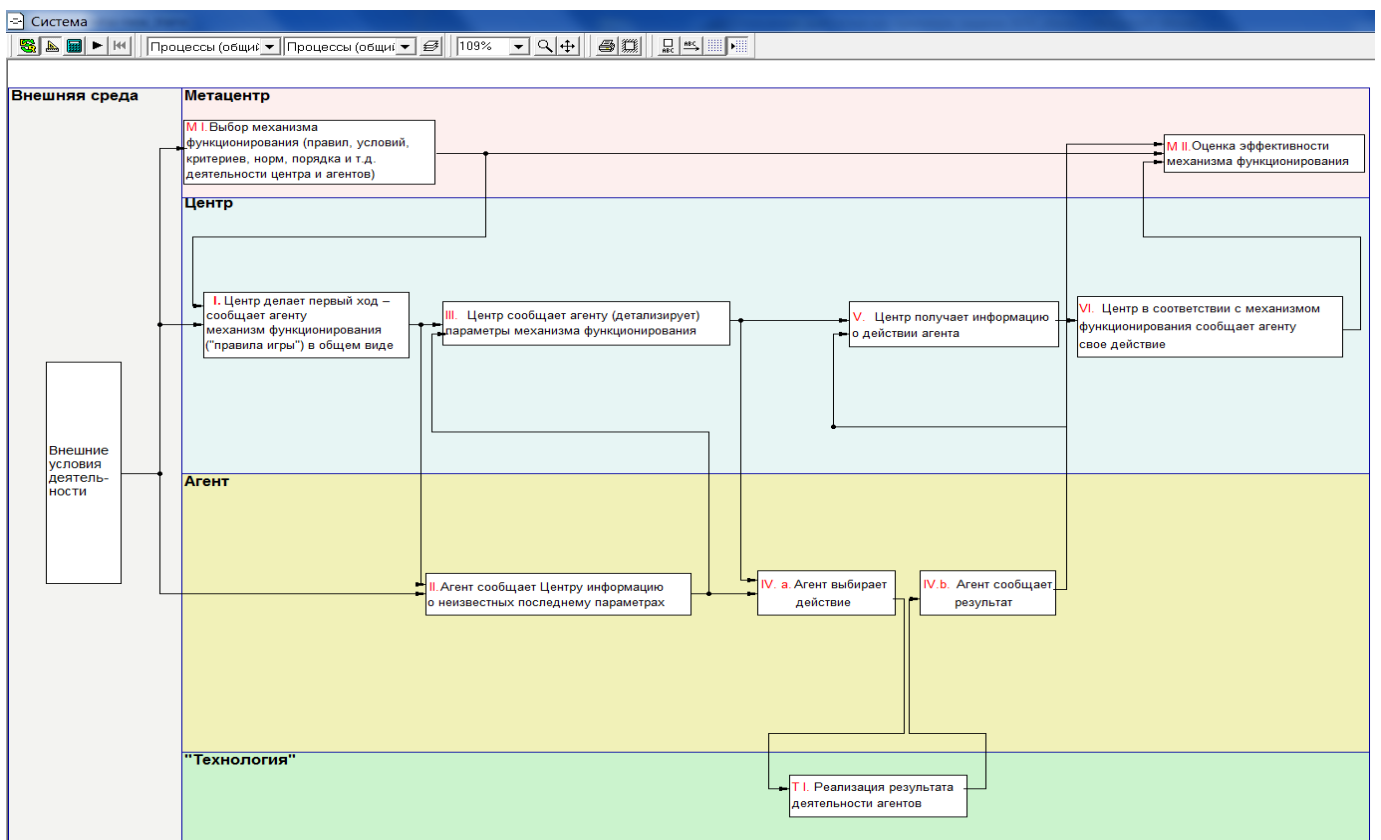 Система
Процессы (общиє Процессы (общиє 109%
Внешняя среда
Метацентр
M I. Выбор механизма
функционирования (правил, условий,
критериев, норм, порядка и т.д.
деятельности центра и агентов)
M II. Оценка эффективности
механизма функционирования
Центр
I. Центр делает первый ход –
сообщает агенту
механизм функционирования
("правила игры") в общем виде
III. Центр сообщает агенту (детализирует)
параметры механизма функционирования
V. Центр получает информацию
о действии агента
VI. Центр в соответствии с механизмом
функционирования сообщает агенту
свое действие
Внешние
условия
деятель-
ности
Агент
II. Агент сообщает Центру информацию
о неизвестных последнему параметрах
IV. a. Агент выбирает
действие
IV.b. Агент сообщает
результат
"Технология"
T I. Реализация результата
деятельности агентов